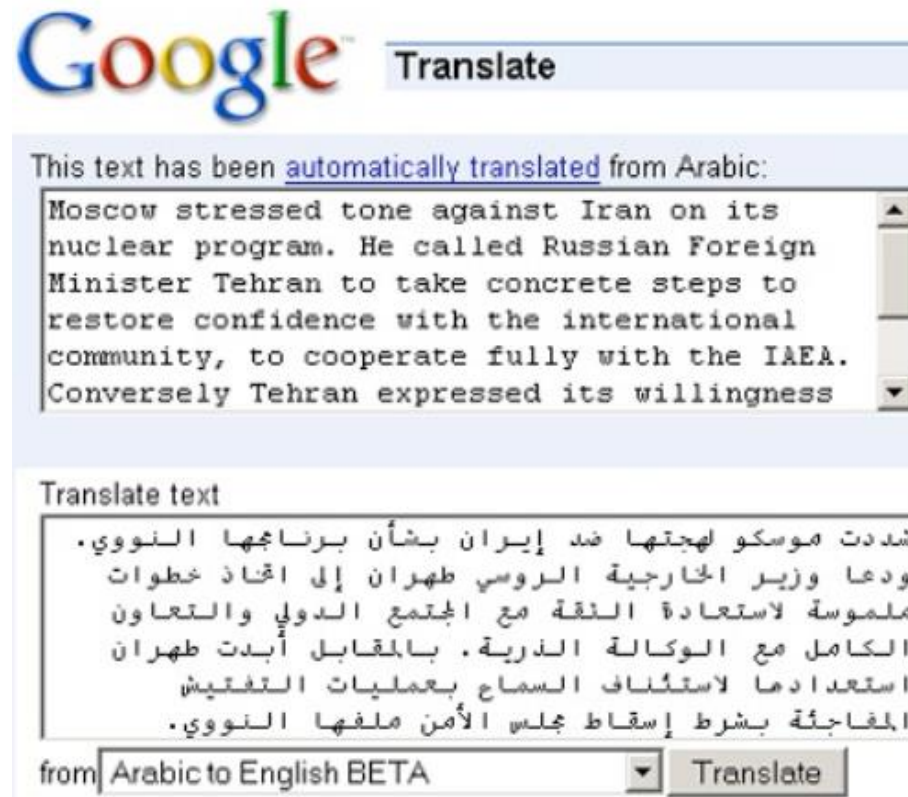 Google™ Translate
This text has been automatically translated from Arabic:
Moscow stressed tone against Iran on its
nuclear program. He called Russian Foreign
Minister Tehran to take concrete steps to
restore confidence with the international
community, to cooperate fully with the IAEA.
Conversely Tehran expressed its willingness
Translate text
شددت موسكو لهجتها ضد إيران بشأن برنامجها النووي.
ودعا وزير الخارجية الروسي طهران إلى اتخاذ خطوات
ملموسة لاستعادة الثقة مع المجتمع الدولي والتعاون
الكامل مع الوكالة الذرية. بالمقابل أبدت طهران
استعدادها لاستئناف السماح بعمليات التفتيش
المفاجئة بشرط إسقاط مجلس الأمن ملفها النووي.
from Arabic to English BETA Translate